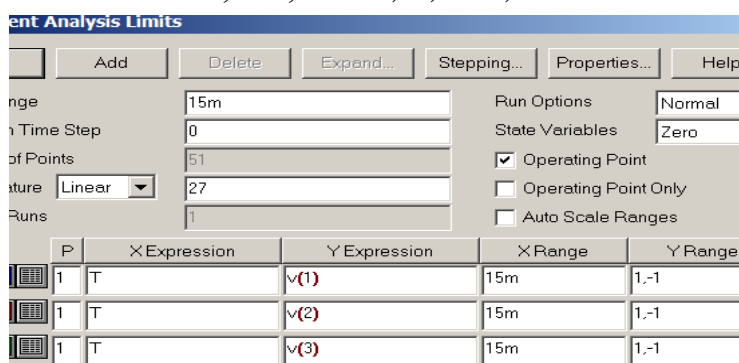 ent Analysis Limits
Add Delete Expand... Stepping... Properties... Help
nge 15m Run Options Normal
n Time Step 0 State Variables Zero
of Points 51 Operating Point
ature Linear 27 Operating Point Only
Runs 1 Auto Scale Ranges
P X Expression Y Expression X Range Y Range
1 T v(1) 15m 1,-1
1 T v(2) 15m 1,-1
1 T v(3) 15m 1,-1